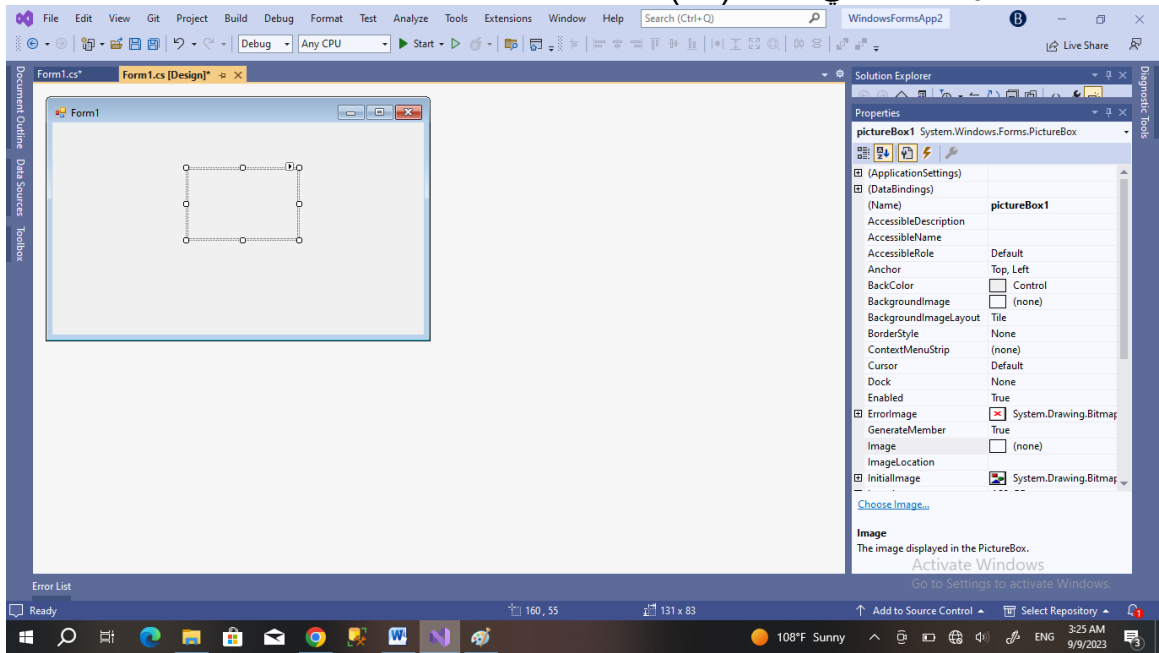 File Edit View Git Project Build Debug Format Test Analyze Tools Extensions Window Help Search (Ctrl+Q) WindowsFormsApp2 B
Debug Any CPU Start Live Share
Form1.cs* Form1.cs [Design]* Solution Explorer
Document Outline
Data Sources
Toolbox
Diagnostic Tools
Form1
Properties
pictureBox1 System.Windows.Forms.PictureBox
(ApplicationSettings)
(DataBindings)
(Name) pictureBox1
AccessibleDescription
AccessibleName
AccessibleRole Default
Anchor Top, Left
BackColor Control
BackgroundImage (none)
BackgroundImageLayout Tile
BorderStyle None
ContextMenuStrip (none)
Cursor Default
Dock None
Enabled True
ErrorImage System.Drawing.Bitmap
GenerateMember True
Image (none)
ImageLocation
InitialImage System.Drawing.Bitmap
Choose Image...
Image
The image displayed in the PictureBox.
Activate Windows
Go to Settings to activate Windows.
Error List
Ready 160 , 55 131 x 83 Add to Source Control Select Repository 1
108°F Sunny ENG 3:25 AM
9/9/2023 3